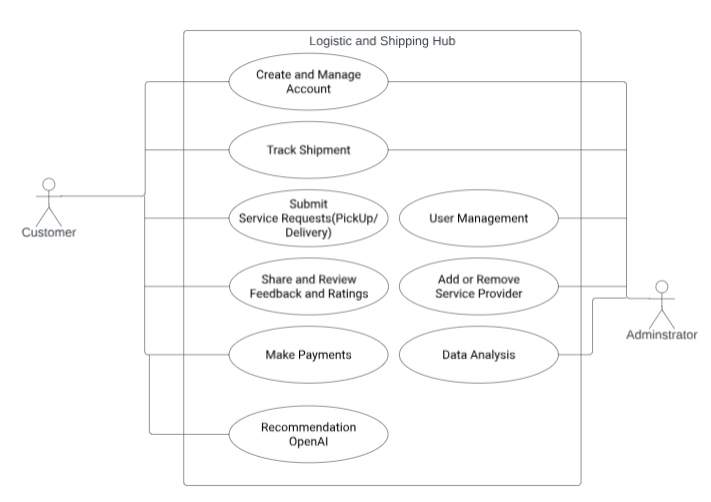 Logistic and Shipping Hub
Create and Manage
Account
Track Shipment
Submit
Service Requests(PickUp/
Delivery)
User Management
Customer
Share and Review
Feedback and Ratings
Add or Remove
Service Provider
Adminstrator
Make Payments
Data Analysis
Recommendation
OpenAI